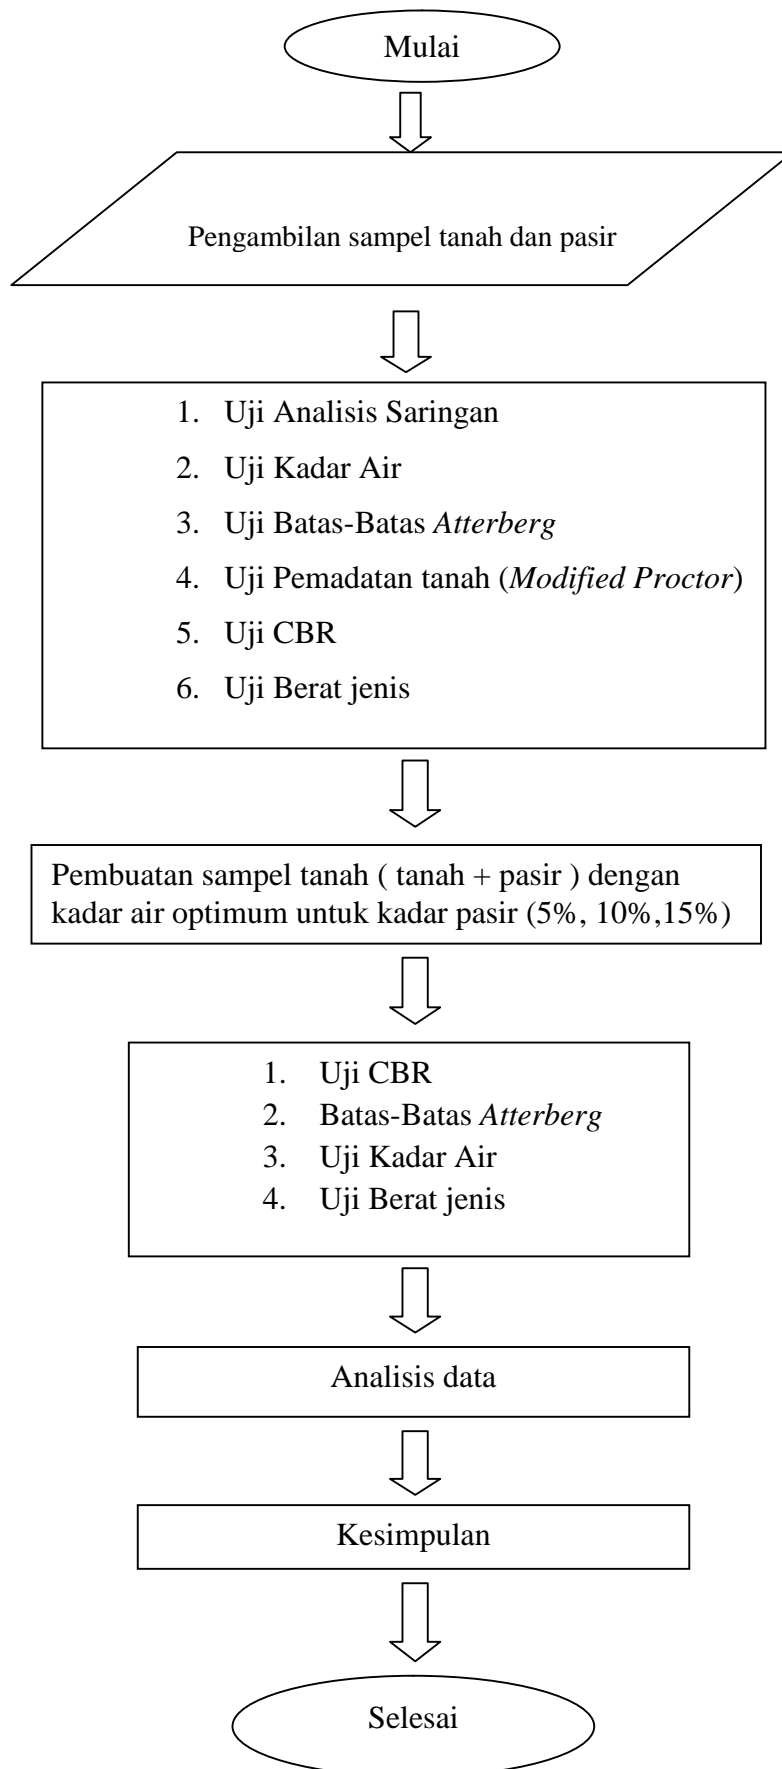 Mulai
Pengambilan sampel tanah dan pasir
1. Uji Analisis Saringan
2. Uji Kadar Air
3. Uji Batas-Batas Atterberg
4. Uji Pemadatan tanah (Modified Proctor)
5. Uji CBR
6. Uji Berat jenis
Pembuatan sampel tanah ( tanah + pasir ) dengan
kadar air optimum untuk kadar pasir (5%, 10%,15%)
1. Uji CBR
2. Batas-Batas Atterberg
3. Uji Kadar Air
4. Uji Berat jenis
Analisis data
Kesimpulan
Selesai